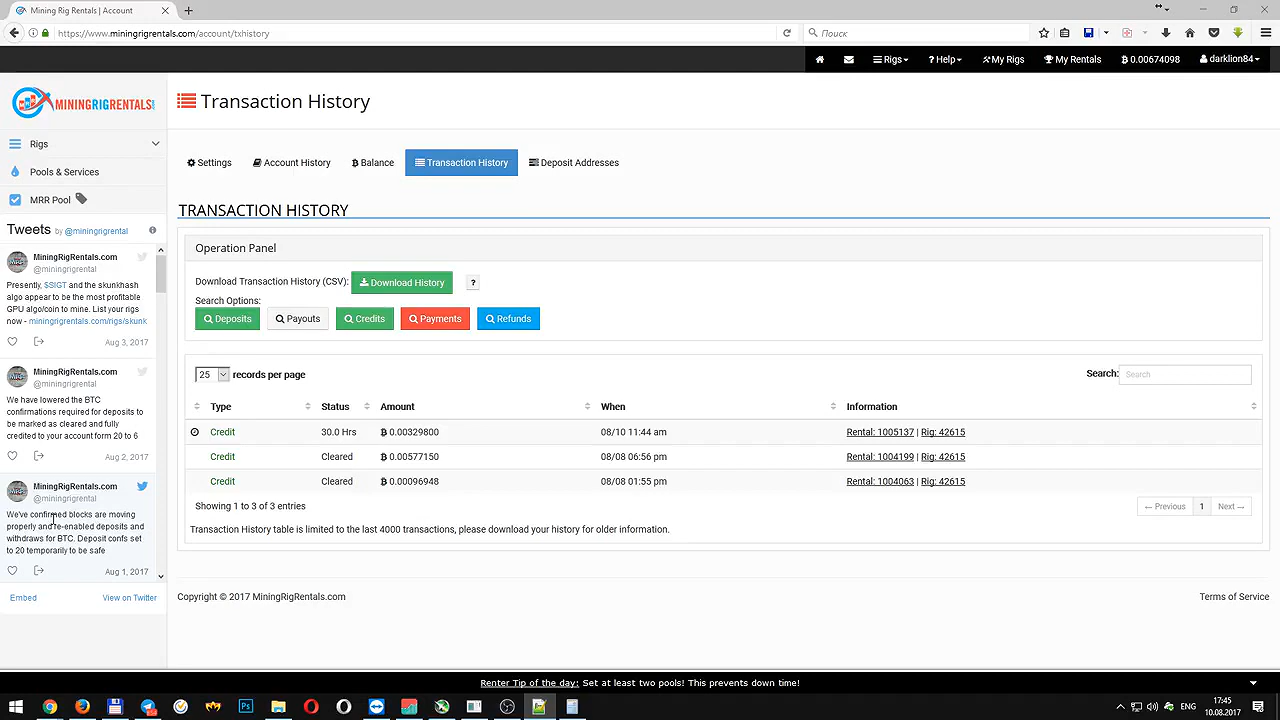 Mining Rig Rentals | Account
https://www.miningrigrentals.com/account/txhistory
Поиск
Rigs
Help
My Rigs
My Rentals
0.00674098
darklion84
MININGRIGRENTALS
Transaction History
Rigs
Pools & Services
MRR Pool
Settings
Account History
Balance
Transaction History
Deposit Addresses
TRANSACTION HISTORY
Tweets by @miningrigrental
MiningRigRentals.com
@miningrigrental
Presently, $SIGT and the skunkhash
algo appear to be the most profitable
GPU algo/coin to mine. List your rigs
now - miningrigrentals.com/rigs/skunk
Aug 3, 2017
MiningRigRentals.com
@miningrigrental
We have lowered the BTC
confirmations required for deposits to
be marked as cleared and fully
credited to your account form 20 to 6
Aug 2, 2017
MiningRigRentals.com
@miningrigrental
We've confirmed blocks are moving
properly and re-enabled deposits and
withdraws for BTC. Deposit confs set
to 20 temporarily to be safe
Aug 1, 2017
Embed View on Twitter
Operation Panel
Download Transaction History (CSV): Download History ?
Search Options:
Deposits Payouts Credits Payments Refunds
25 records per page
Search: Search
Type Status Amount When Information
Credit 30.0 Hrs 0.00329800 08/10 11:44 am Rental: 1005137 | Rig: 42615
Credit Cleared 0.00577150 08/08 06:56 pm Rental: 1004199 | Rig: 42615
Credit Cleared 0.00096948 08/08 01:55 pm Rental: 1004063 | Rig: 42615
Showing 1 to 3 of 3 entries
← Previous 1 Next →
Transaction History table is limited to the last 4000 transactions, please download your history for older information.
Copyright © 2017 MiningRigRentals.com
Terms of Service
Renter Tip of the day: Set at least two pools! This prevents down time!
ENG
17:45
10.08.2017